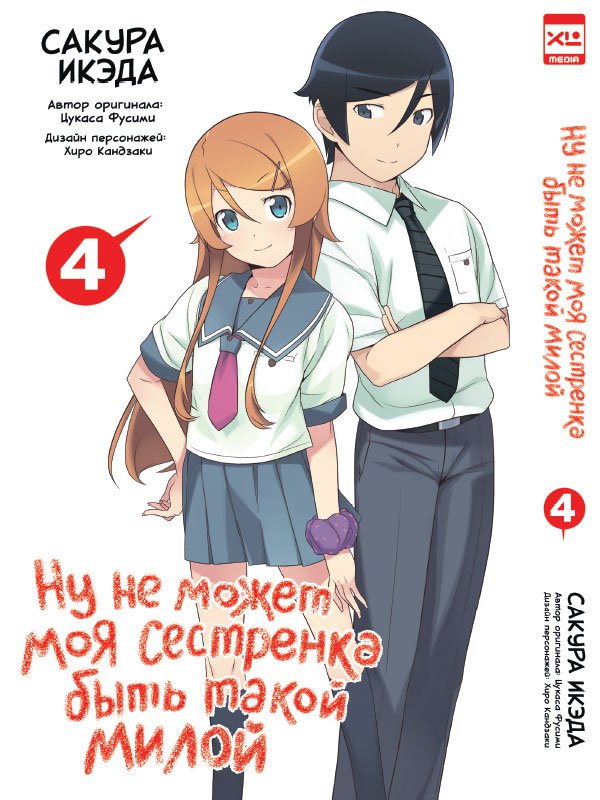 САКУРА
ИКЭДА
Автор оригинала:
Цукаса Фусими
Дизайн персонажей:
Хиро Кандзаки
4
Ну не может
моя сестренка
быть такой
милой
XL
MEDIA
Ну не может моя сестренка
быть такой милой
4
САКУРА ИКЭДА
Автор оригинала: Цукаса Фусими
Дизайн персонажей: Хиро Кандзаки